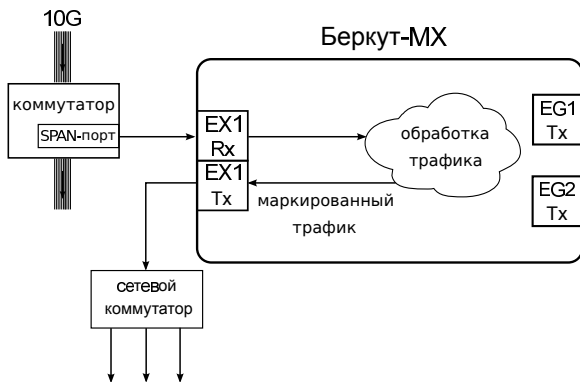 10G
Беркут-MX
коммутатор
SPAN-порт
EX1
Rx
EX1
Tx
обработка
трафика
маркированный
трафик
EG1
Tx
EG2
Tx
сетевой
коммутатор